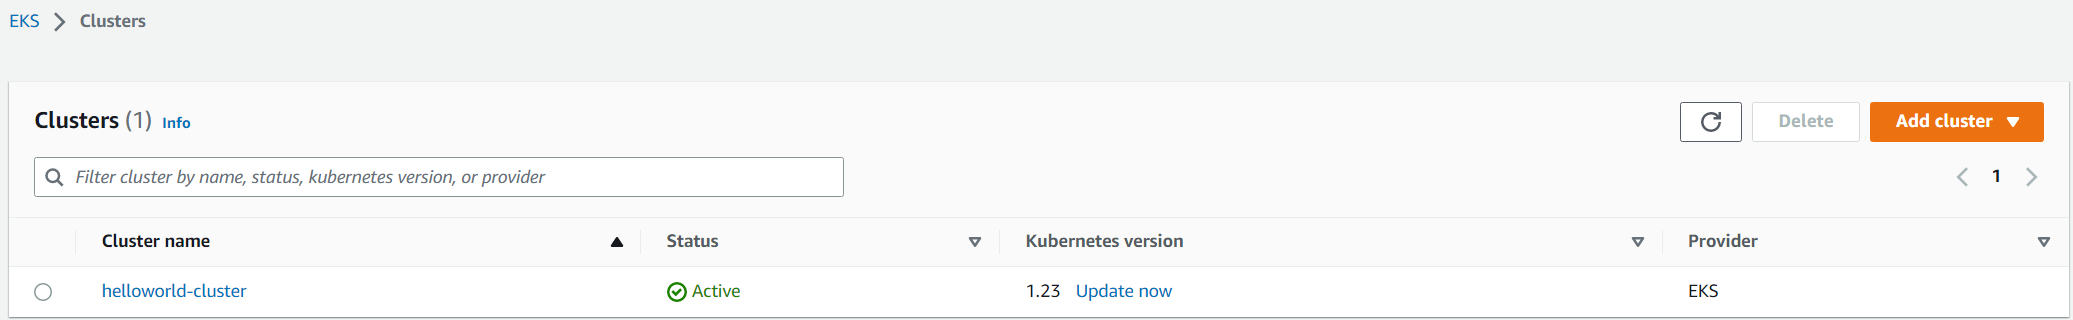 EKS Clusters
Clusters (1) Info
Delete
Add cluster
Filter cluster by name, status, kubernetes version, or provider
1
Cluster name Status Kubernetes version Provider
helloworld-cluster Active 1.23 Update now EKS